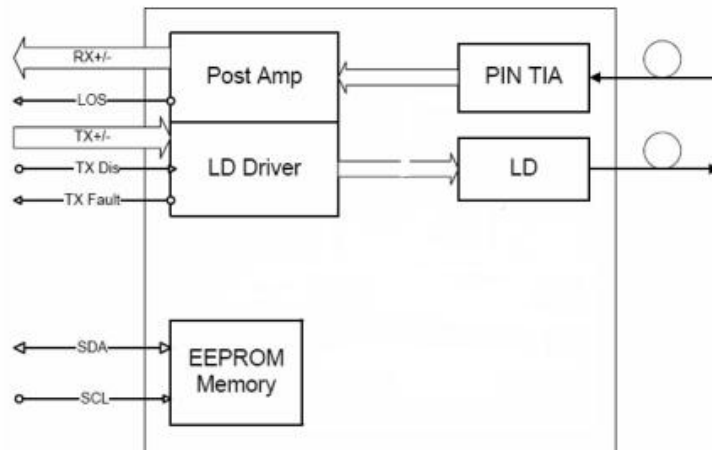 RX+/-
Post Amp
PIN TIA
LOS
TX+/-
TX Dis
LD Driver
LD
TX Fault
SDA
EEPROM
Memory
SCL